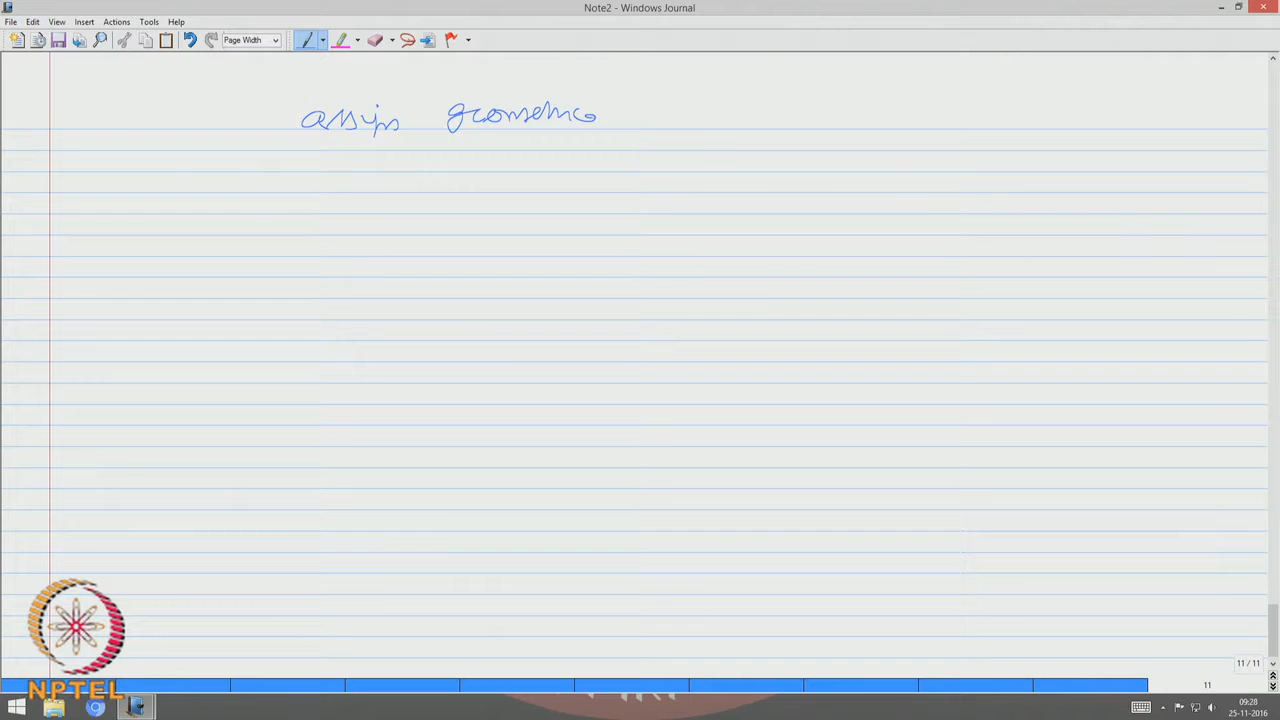 Note2 - Windows Journal
File Edit View Insert Actions Tools Help
Page Width
assign geometric
11 / 11
11
NPTEL
09:28
25-11-2016